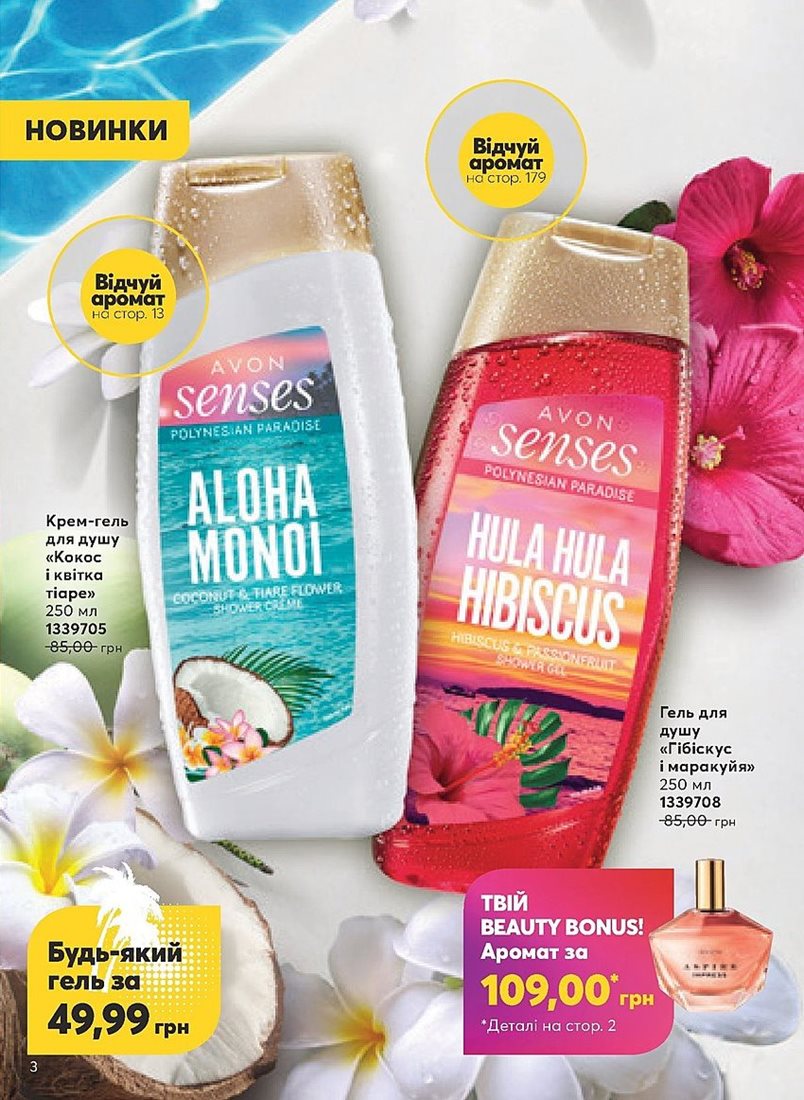 НОВИНКИ
Відчуй
аромат
на стор. 179
Відчуй
аромат
на стор. 13
AVON
senses
POLYNESIAN PARADISE
ALOHA
MONOI
COCONUT & TIARE FLOWER
SHOWER CRÈME
AVON
senses
POLYNESIAN PARADISE
HULA HULA
HIBISCUS
HIBISCUS & PASSIONFRUIT
SHOWER GEL
Крем-гель
для душу
«Кокос
і квітка
тіаре»
250 мл
1339705
85,00 грн
Гель для
душу
«Гібіскус
і маракуйя»
250 мл
1339708
85,00 грн
Будь-який
гель за
49,99 грн
ТВІЙ
BEAUTY BONUS!
Аромат за
109,00* грн
*Деталі на стор. 2
ASPIRE
IMPRESS
3